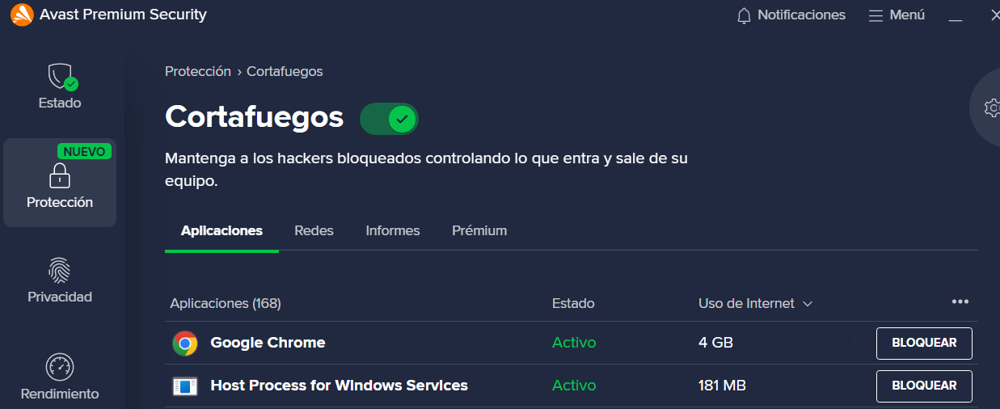 Avast Premium Security
Notificaciones
Menú
Estado
NUEVO
Protección
Privacidad
Rendimiento
Protección › Cortafuegos
Cortafuegos
Mantenga a los hackers bloqueados controlando lo que entra y sale de su
equipo.
Aplicaciones Redes Informes Prémium
Aplicaciones (168) Estado Uso de Internet
Google Chrome Activo 4 GB BLOQUEAR
Host Process for Windows Services Activo 181 MB BLOQUEAR